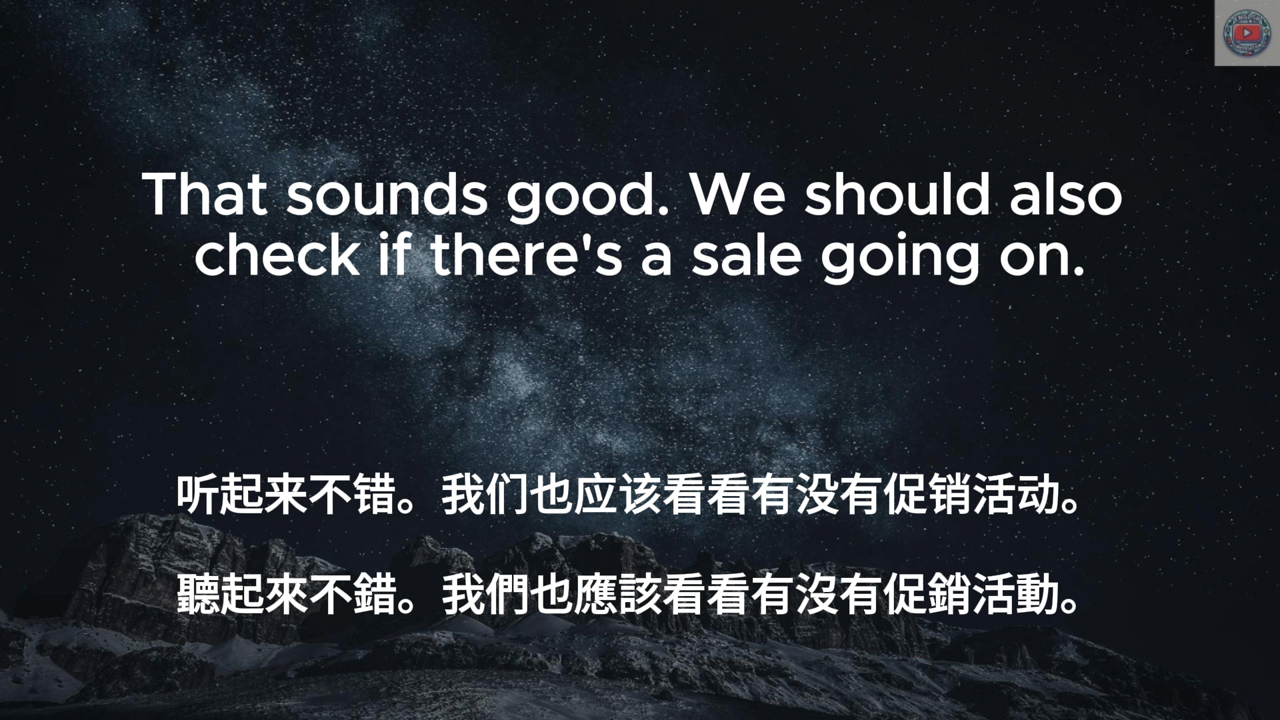 That sounds good. We should also
check if there's a sale going on.
听起来不错。我们也应该看看有没有促销活动。
聽起來不錯。我們也應該看看有沒有促銷活動。